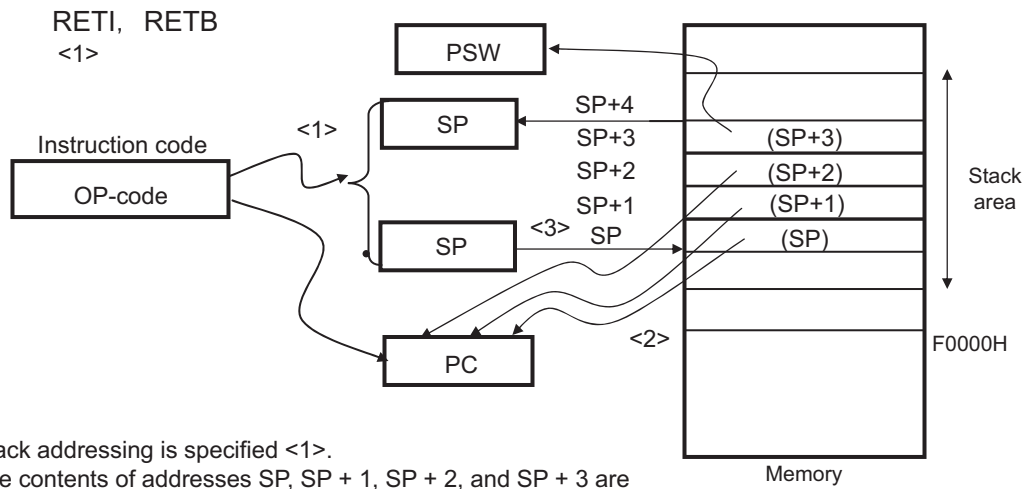 RETI, RETB
<1>
PSW
SP+4
SP
<1>
SP+3
(SP+3)
Instruction code
SP+2
(SP+2)
Stack
area
OP-code
SP+1
(SP+1)
SP
<3>
SP
(SP)
<2>
F0000H
PC
ack addressing is specified <1>.
e contents of addresses SP, SP + 1, SP + 2, and SP + 3 are
Memory